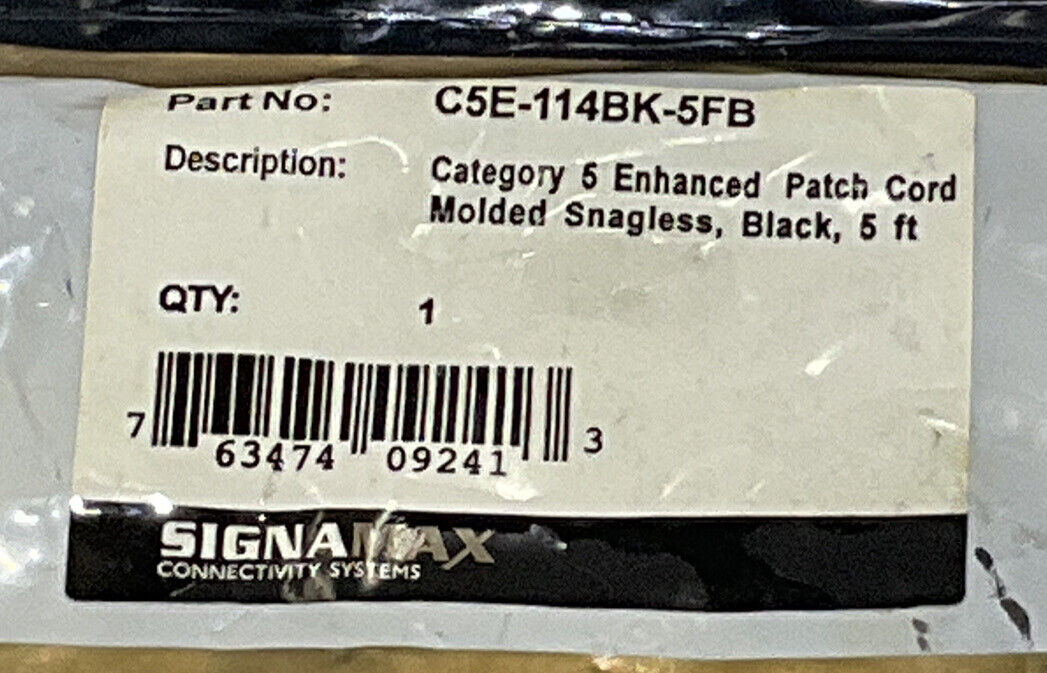 Part No: C5E-114BK-5FB
Description: Category 5 Enhanced Patch Cord
Molded Snagless, Black, 5 ft
QTY: 1
7 63474 09241 3
SIGNAMAX
CONNECTIVITY SYSTEMS